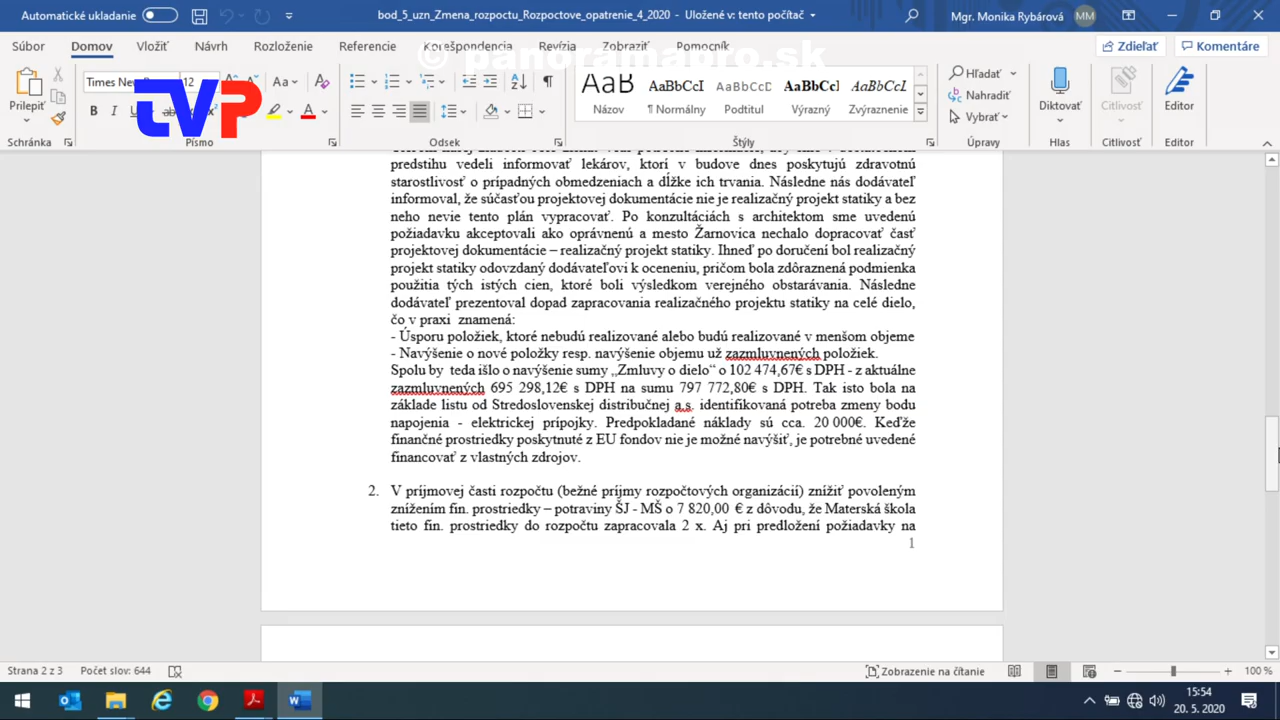 Automatické ukladanie
bod_5_uzn_Zmena_rozpoctu_Rozpoctove_opatrenie_4_2020 - Uložené v: tento počítač
Mgr. Monika Rybárová MM
Súbor Domov Vložiť Návrh Rozloženie Referencie Korešpondencia Revízia Zobraziť Pomocník
Zdieľať Komentáre
© panoramapro.sk
TVP
Prilepiť
Times New 12
Aa
AaB AaBbCcI AaBbCcD AaBbCcI AaBbCcI
Názov ¶ Normálny Podtitul Výrazný Zvýraznenie
Hľadať
Nahradiť
Vybrať
Diktovať Citlivosť Editor
Schránka Písmo Odsek Štýly Úpravy Hlas Citlivosť Editor
predstihu vedeli informovať lekárov, ktorí v budove dnes poskytujú zdravotnú
starostlivosť o prípadných obmedzeniach a dĺžke ich trvania. Následne nás dodávateľ
informoval, že súčasťou projektovej dokumentácie nie je realizačný projekt statiky a bez
neho nevie tento plán vypracovať. Po konzultáciách s architektom sme uvedenú
požiadavku akceptovali ako oprávnenú a mesto Žarnovica nechalo dopracovať časť
projektovej dokumentácie – realizačný projekt statiky. Ihneď po doručení bol realizačný
projekt statiky odovzdaný dodávateľovi k oceneniu, pričom bola zdôraznená podmienka
použitia tých istých cien, ktoré boli výsledkom verejného obstarávania. Následne
dodávateľ prezentoval dopad zapracovania realizačného projektu statiky na celé dielo,
čo v praxi znamená:
- Úsporu položiek, ktoré nebudú realizované alebo budú realizované v menšom objeme
- Navýšenie o nové položky resp. navýšenie objemu už zazmluvnených položiek.
Spolu by teda išlo o navýšenie sumy „Zmluvy o dielo“ o 102 474,67€ s DPH - z aktuálne
zazmluvnených 695 298,12€ s DPH na sumu 797 772,80€ s DPH. Tak isto bola na
základe listu od Stredoslovenskej distribučnej a.s. identifikovaná potreba zmeny bodu
napojenia - elektrickej prípojky. Predpokladané náklady sú cca. 20 000€. Keďže
finančné prostriedky poskytnuté z EU fondov nie je možné navýšiť, je potrebné uvedené
financovať z vlastných zdrojov.
2. V príjmovej časti rozpočtu (bežné príjmy rozpočtových organizácií) znížiť povoleným
znížením fin. prostriedky – potraviny ŠJ - MŠ o 7 820,00 € z dôvodu, že Materská škola
tieto fin. prostriedky do rozpočtu zapracovala 2 x. Aj pri predložení požiadavky na
1
Strana 2 z 3 Počet slov: 644
Zobrazenie na čítanie
100 %
15:54
20. 5. 2020